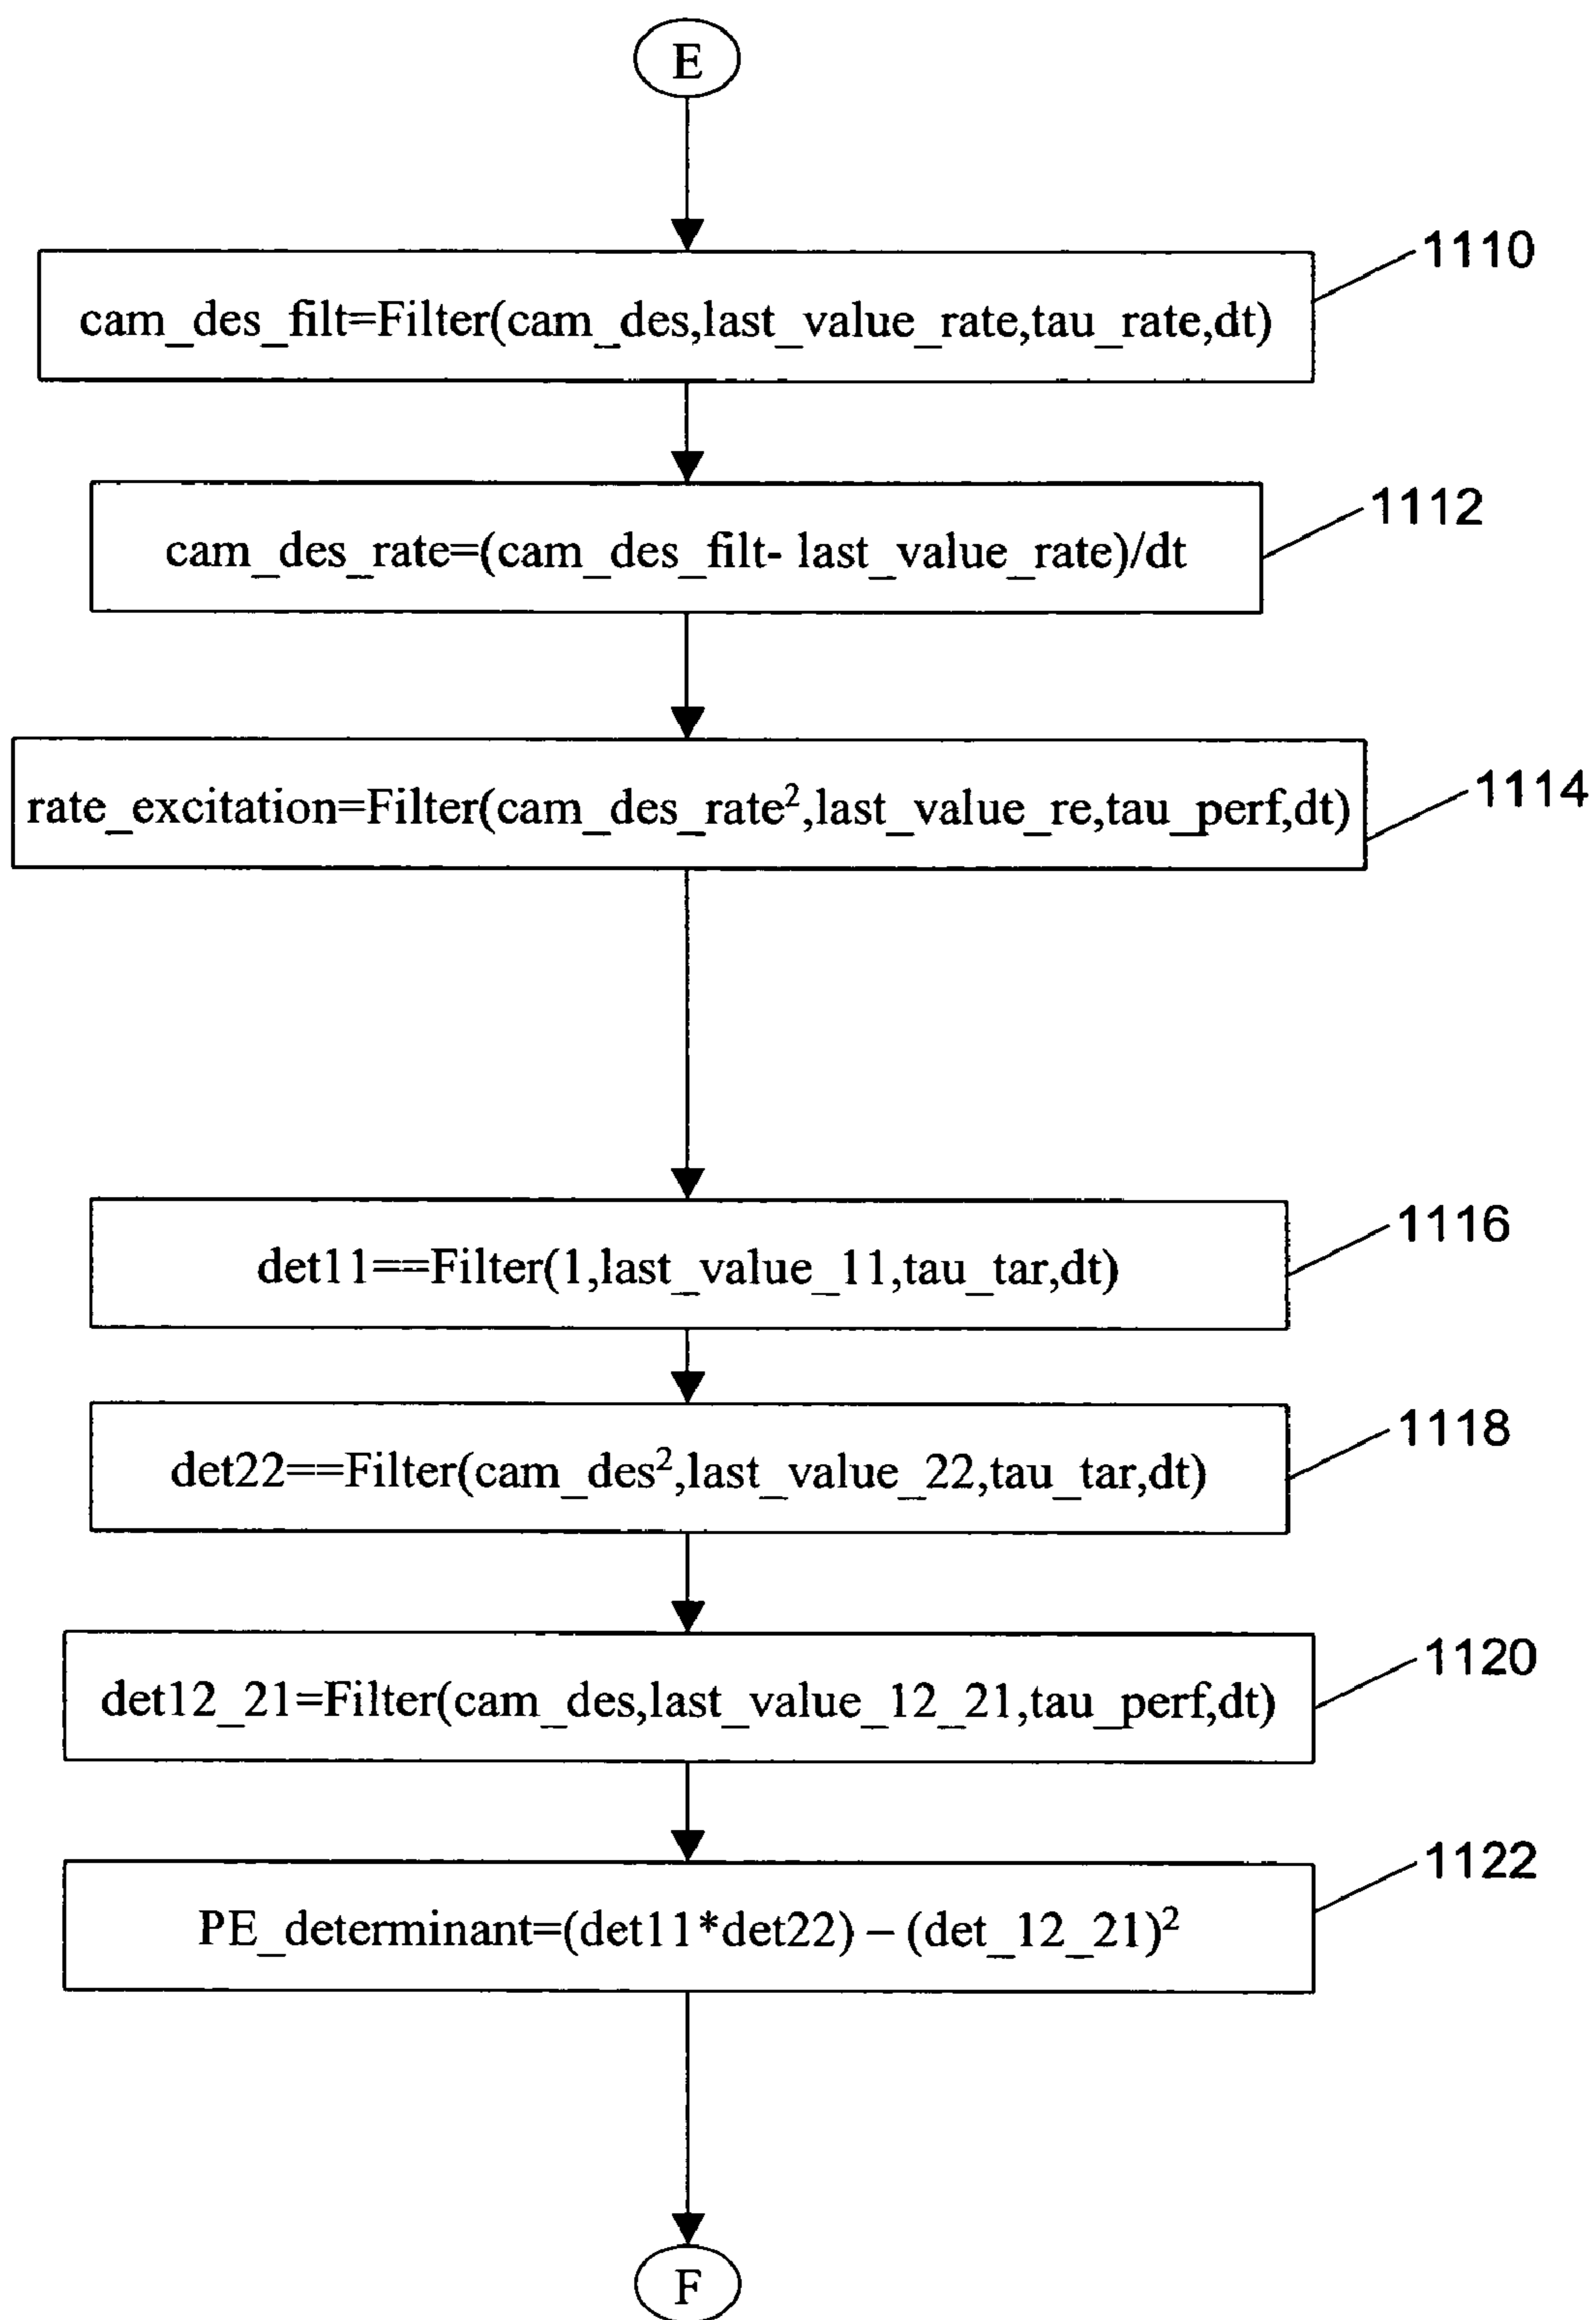 E
1110
cam_des_filt=Filter(cam_des,last_value_rate,tau_rate,dt)
1112
cam_des_rate=(cam_des_filt- last_value_rate)/dt
1114
rate_excitation=Filter(cam_des_rate²,last_value_re,tau_perf,dt)
1116
det11==Filter(1,last_value_11,tau_tar,dt)
1118
det22==Filter(cam_des²,last_value_22,tau_tar,dt)
1120
det12_21=Filter(cam_des,last_value_12_21,tau_perf,dt)
1122
PE_determinant=(det11*det22) – (det_12_21)²
F